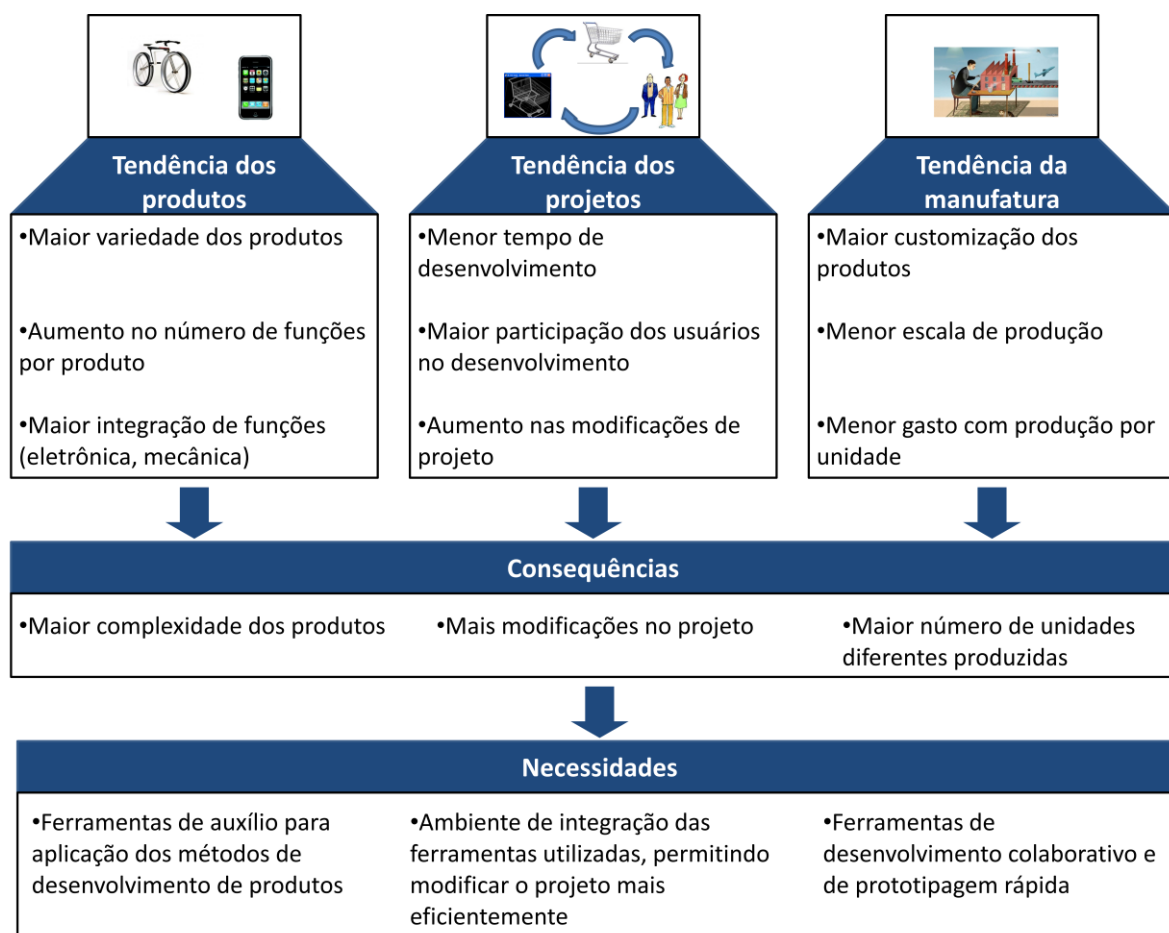 Tendência dos
produtos
•Maior variedade dos produtos
•Aumento no número de funções
por produto
•Maior integração de funções
(eletrônica, mecânica)
Tendência dos
projetos
•Menor tempo de
desenvolvimento
•Maior participação dos usuários
no desenvolvimento
•Aumento nas modificações de
projeto
Tendência da
manufatura
•Maior customização dos
produtos
•Menor escala de produção
•Menor gasto com produção por
unidade
Consequências
•Maior complexidade dos produtos
•Mais modificações no projeto
•Maior número de unidades
diferentes produzidas
Necessidades
•Ferramentas de auxílio para
aplicação dos métodos de
desenvolvimento de produtos
•Ambiente de integração das
ferramentas utilizadas, permitindo
modificar o projeto mais
eficientemente
•Ferramentas de
desenvolvimento colaborativo e
de prototipagem rápida